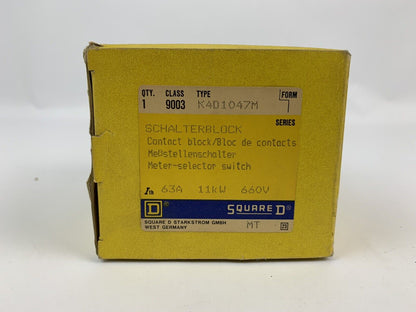 QTY. CLASS TYPE FORM
1 9003 K4D1047M
SERIES
SCHALTERBLOCK
Contact block/Bloc de contacts
Meßstellenschalter
Meter-selector switch
Ith 63A 11kW 660V
D® SQUARE D®
SQUARE D STARKSTROM GMBH
WEST GERMANY MT